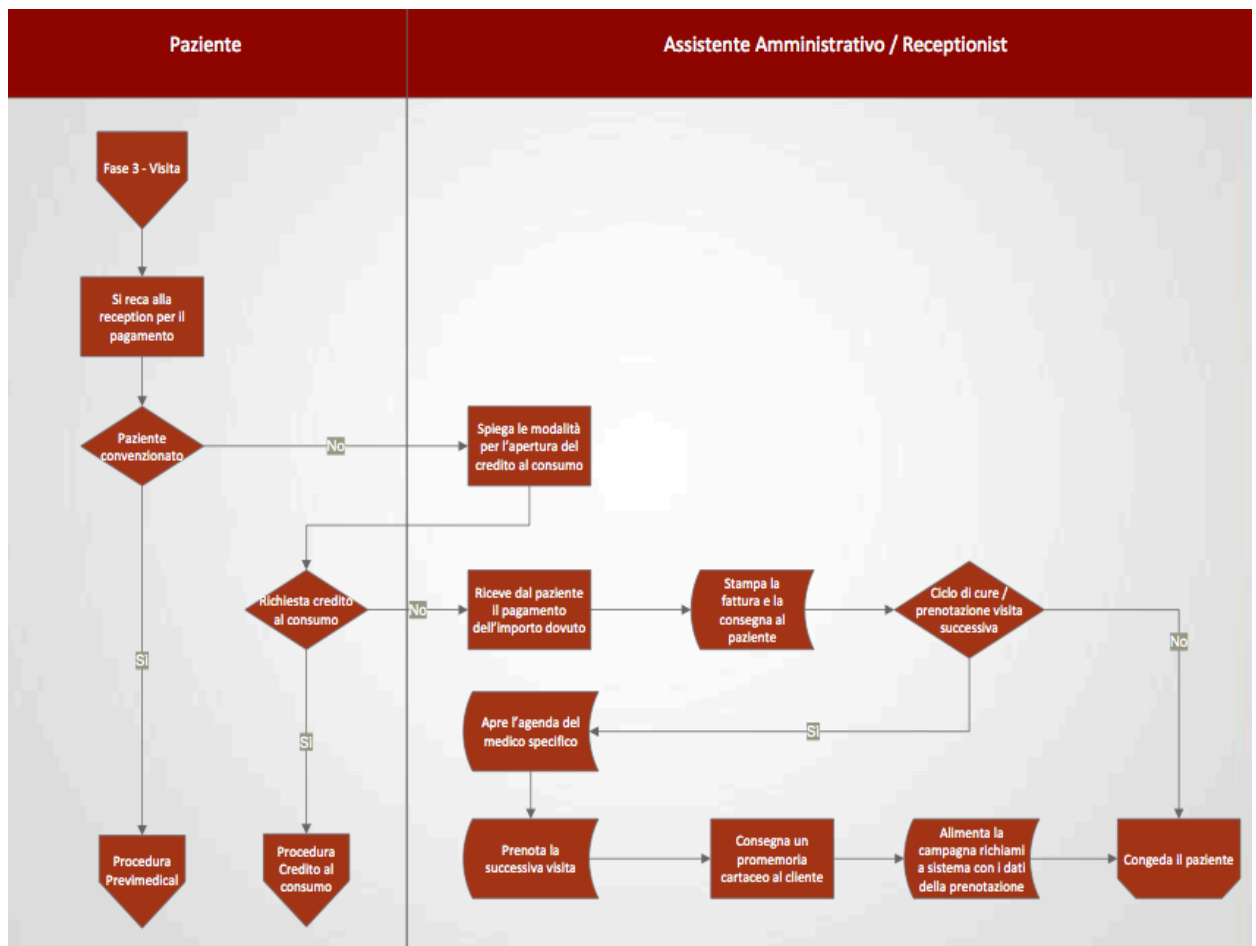 Paziente
Assistente Amministrativo / Receptionist
Fase 3 - Visita
Si reca alla
reception per il
pagamento
Paziente
convenzionato
No
Spiega le modalità
per l'apertura del
credito al consumo
Richiesta credito
al consumo
No
Riceve dal paziente
il pagamento
dell'importo dovuto
Stampa la
fattura e la
consegna al
paziente
Ciclo di cure /
prenotazione visita
successiva
No
Si
Si
Si
Apre l'agenda del
medico specifico
Procedura
Previmedical
Procedura
Credito al
consumo
Prenota la
successiva visita
Consegna un
promemoria
cartaceo al cliente
Alimenta la
campagna richiami
a sistema con i dati
della prenotazione
Congeda il paziente